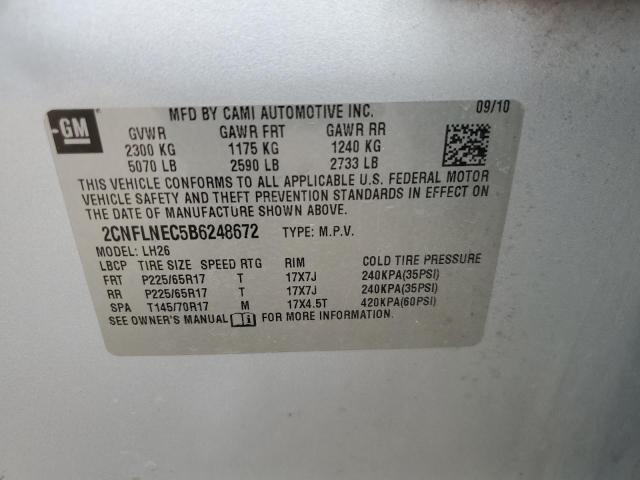 GM
MFD BY CAMI AUTOMOTIVE INC. 09/10
GVWR GAWR FRT GAWR RR
2300 KG 1175 KG 1240 KG
5070 LB 2590 LB 2733 LB
THIS VEHICLE CONFORMS TO ALL APPLICABLE U.S. FEDERAL MOTOR
VEHICLE SAFETY AND THEFT PREVENTION STANDARDS IN EFFECT ON
THE DATE OF MANUFACTURE SHOWN ABOVE.
2CNFLNEC5B6248672 TYPE: M.P.V.
MODEL: LH26
LBCP TIRE SIZE SPEED RTG RIM COLD TIRE PRESSURE
FRT P225/65R17 T 17X7J 240KPA(35PSI)
RR P225/65R17 T 17X7J 240KPA(35PSI)
SPA T145/70R17 M 17X4.5T 420KPA(60PSI)
SEE OWNER'S MANUAL FOR MORE INFORMATION.